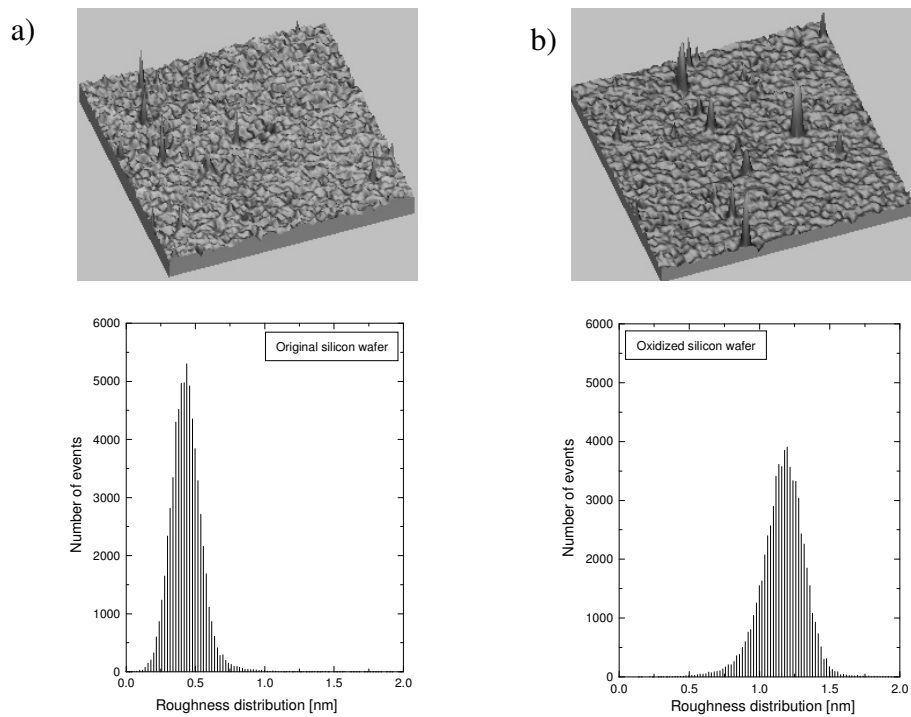 a)
b)
6000
5000
4000
3000
2000
1000
0
0.0 0.5 1.0 1.5 2.0
Number of events
Roughness distribution [nm]
Original silicon wafer
6000
5000
4000
3000
2000
1000
0
0.0 0.5 1.0 1.5 2.0
Number of events
Roughness distribution [nm]
Oxidized silicon wafer